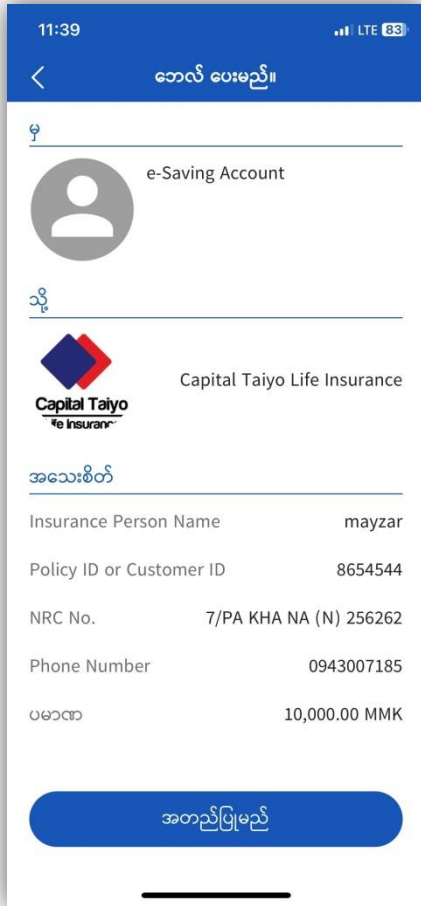 11:39
LTE 83
ဘေလ် ပေးမည်။
မှ
e-Saving Account
သို့
Capital Taiyo Life Insurance
Capital Taiyo
ife Insuranc
အသေးစိတ်
Insurance Person Name mayzar
Policy ID or Customer ID 8654544
NRC No. 7/PA KHA NA (N) 256262
Phone Number 0943007185
ပမာဏ 10,000.00 MMK
အတည်ပြုမည်